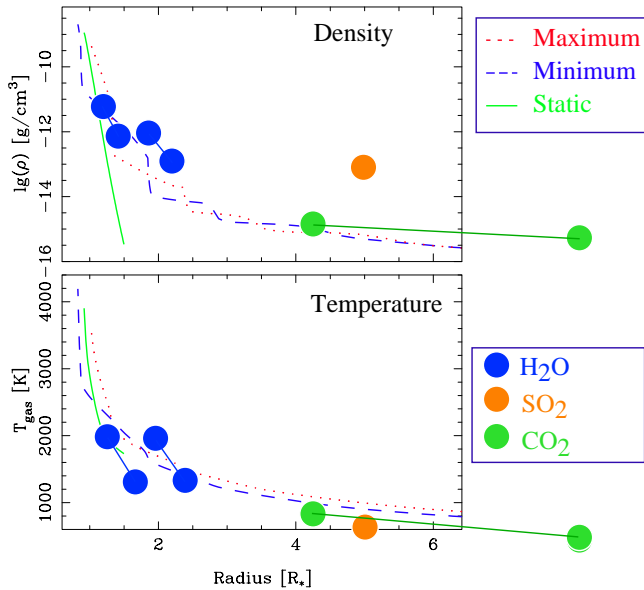 Density
lg(ρ) [g/cm³]
-10
-12
-14
-16
Maximum
Minimum
Static
Temperature
T_gas [K]
4000
3000
2000
1000
H₂O
SO₂
CO₂
2
4
6
Radius [R_*]